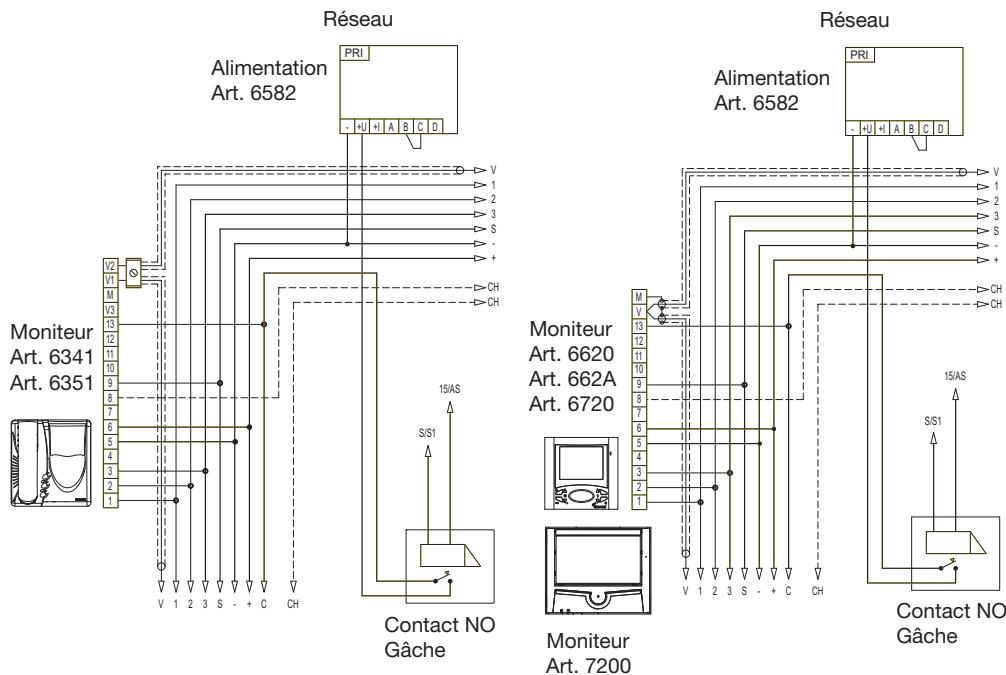 Réseau
PRI
Alimentation
Art. 6582
- +U +I A B C D
V
1
2
3
S
-
+
CH
CH
V2
V1
M
V3
13
12
11
10
9
8
7
6
5
4
3
2
1
Moniteur
Art. 6341
Art. 6351
15/AS
S/S1
V 1 2 3 S - + C CH
Contact NO
Gâche
Réseau
PRI
Alimentation
Art. 6582
- +U +I A B C D
V
1
2
3
S
-
+
CH
CH
M
V
13
12
11
10
9
8
7
6
5
4
3
2
1
Moniteur
Art. 6620
Art. 662A
Art. 6720
15/AS
S/S1
V 1 2 3 S - + C CH
Contact NO
Gâche
Moniteur
Art. 7200